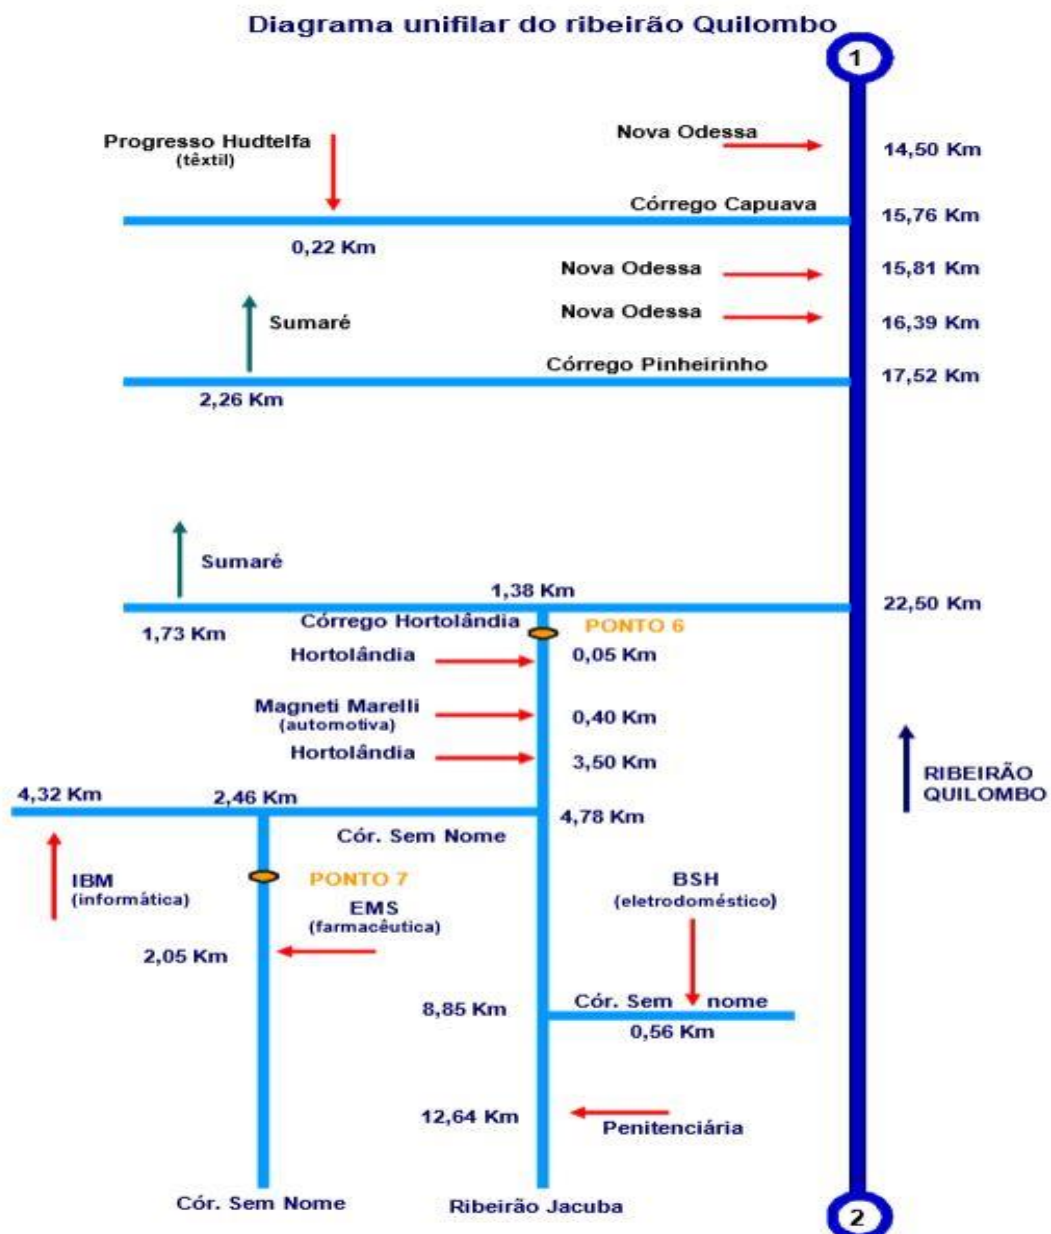 Diagrama unifilar do ribeirão Quilombo
1
Nova Odessa
14,50 Km
Progresso Hudtelfa
(têxtil)
Córrego Capuava
15,76 Km
0,22 Km
Nova Odessa
15,81 Km
Nova Odessa
16,39 Km
Sumaré
Córrego Pinheirinho
17,52 Km
2,26 Km
Sumaré
1,38 Km
22,50 Km
1,73 Km
Córrego Hortolândia
PONTO 6
Hortolândia
0,05 Km
Magneti Marelli
(automotiva)
0,40 Km
Hortolândia
3,50 Km
RIBEIRÃO
QUILOMBO
4,32 Km
2,46 Km
4,78 Km
Cór. Sem Nome
IBM
(informática)
PONTO 7
BSH
(eletrodoméstico)
EMS
(farmacêutica)
2,05 Km
8,85 Km
Cór. Sem nome
0,56 Km
12,64 Km
Penitenciária
Cór. Sem Nome
Ribeirão Jacuba
2